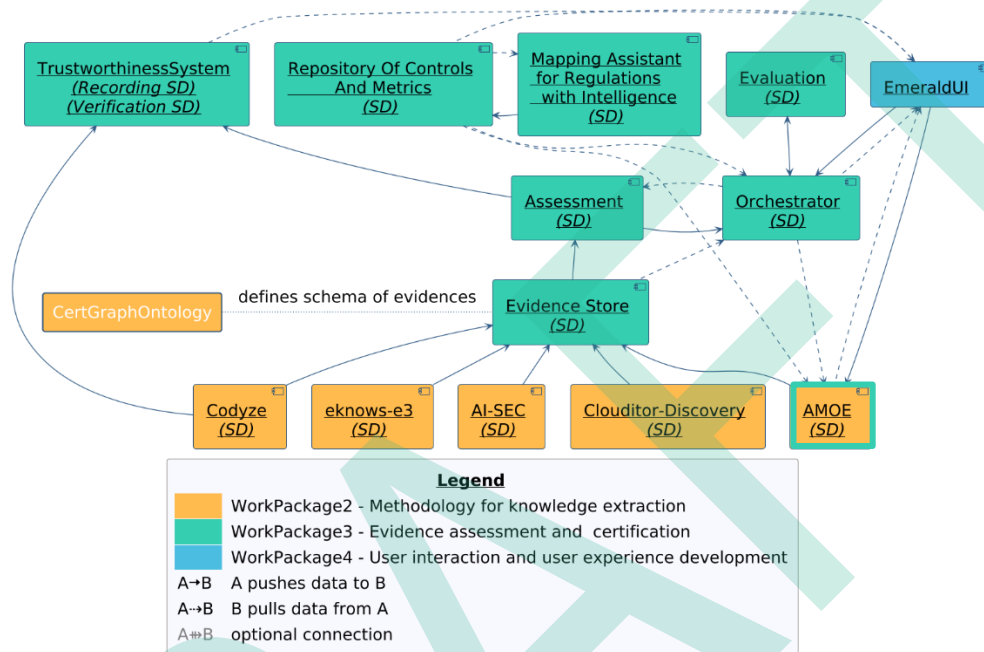 TrustworthinessSystem
(Recording SD)
(Verification SD)
Repository Of Controls
And Metrics
(SD)
Mapping Assistant
for Regulations
with Intelligence
(SD)
Evaluation
(SD)
EmeraldUI
Assessment
(SD)
Orchestrator
(SD)
CertGraphOntology
defines schema of evidences
Evidence Store
(SD)
Codyze
(SD)
eknows-e3
(SD)
AI-SEC
(SD)
Clouditor-Discovery
(SD)
AMOE
(SD)
Legend
WorkPackage2 - Methodology for knowledge extraction
WorkPackage3 - Evidence assessment and certification
WorkPackage4 - User interaction and user experience development
A→B A pushes data to B
A⇢B B pulls data from A
A⇻B optional connection